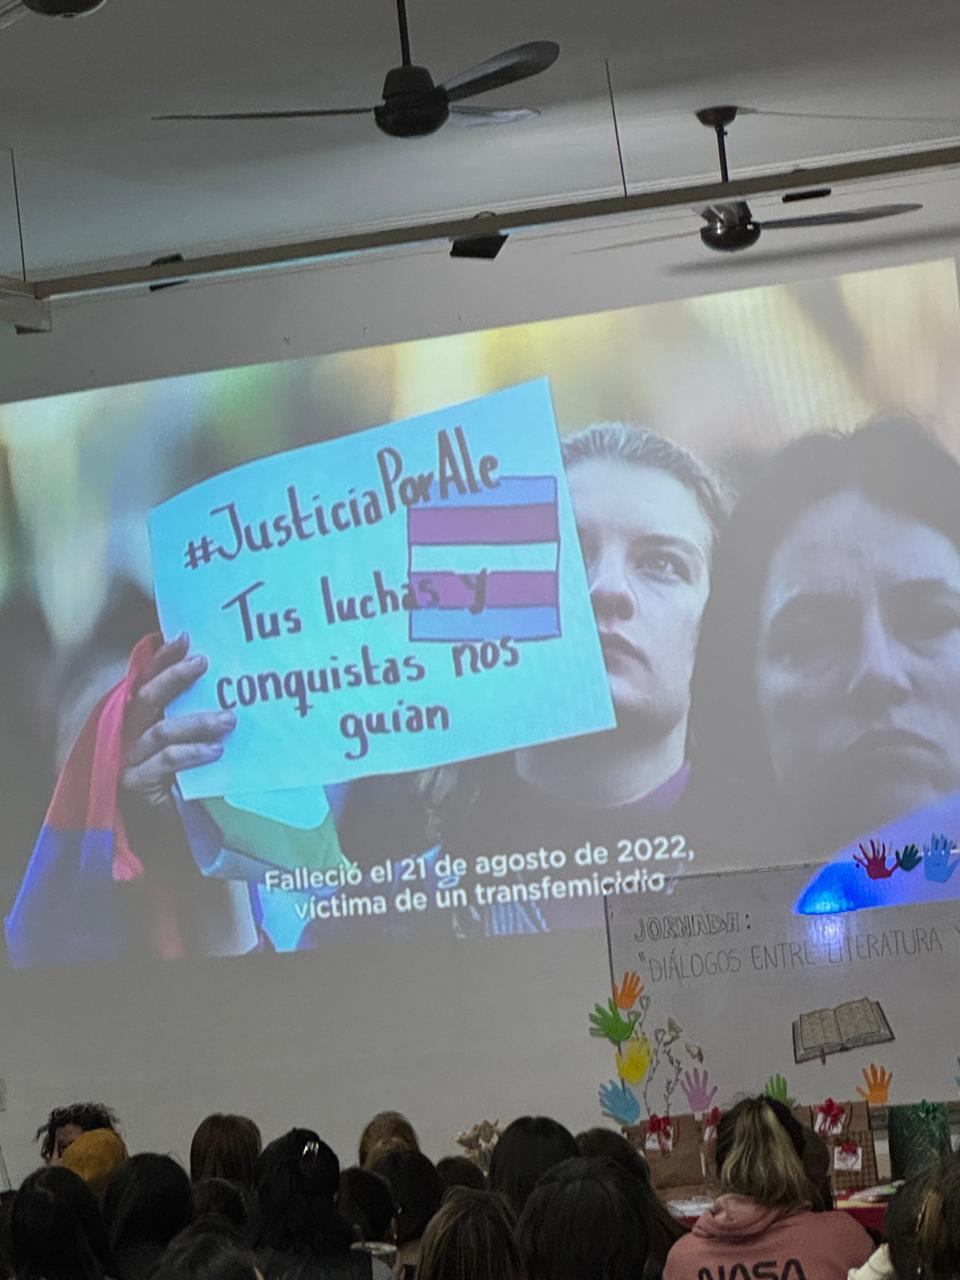 #JusticiaPorAle
Tus luchas y
conquistas nos
guian
Falleció el 21 de agosto de 2022,
víctima de un transfemicidio
JORNADA:
"DIÁLOGOS ENTRE LITERATURA Y
NASA